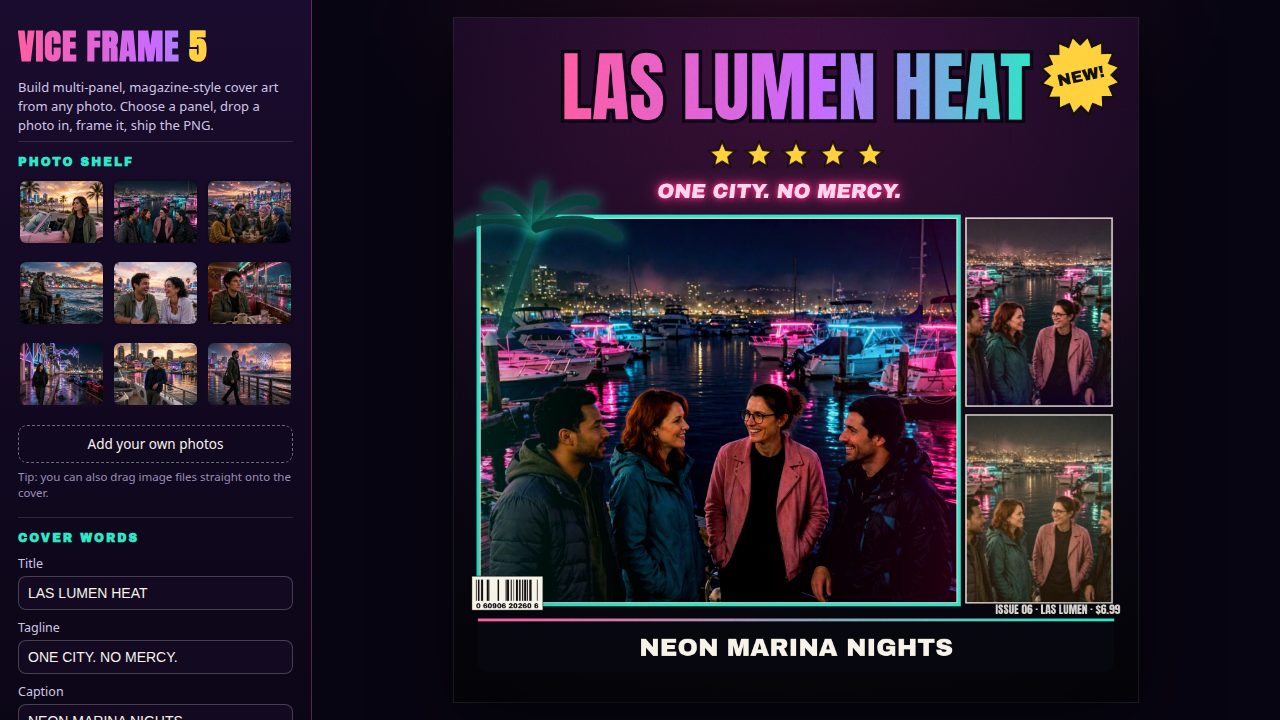 VICE FRAME 5
Build multi-panel, magazine-style cover art
from any photo. Choose a panel, drop a
photo in, frame it, ship the PNG.
PHOTO SHELF
Add your own photos
Tip: you can also drag image files straight onto the
cover.
COVER WORDS
Title
LAS LUMEN HEAT
Tagline
ONE CITY. NO MERCY.
Caption
NEON MARINA NIGHTS
LAS LUMEN HEAT
NEW!
ONE CITY. NO MERCY.
0 60906 20260 6
ISSUE 06 · LAS LUMEN · $6.99
NEON MARINA NIGHTS